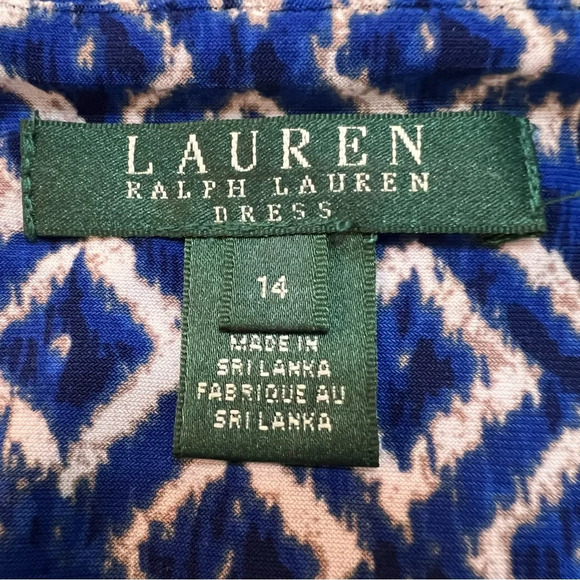 LAUREN
RALPH LAUREN
DRESS
14
MADE IN
SRI LANKA
FABRIQUE AU
SRI LANKA